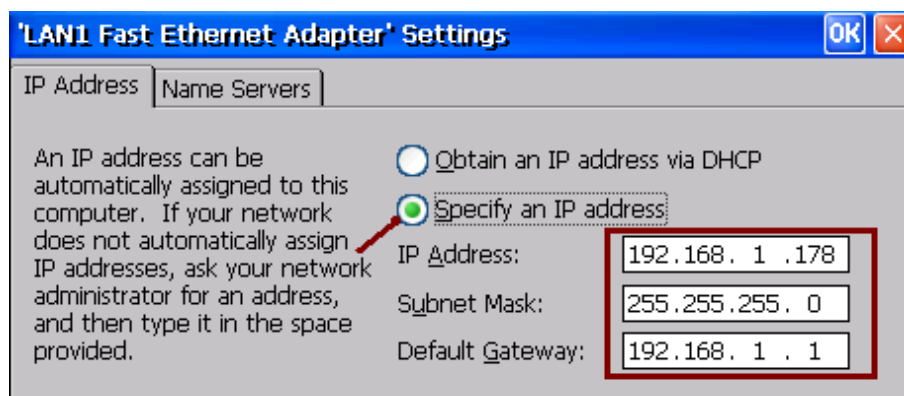 'LAN1 Fast Ethernet Adapter' Settings OK
IP Address Name Servers
An IP address can be
automatically assigned to this
computer. If your network
does not automatically assign
IP addresses, ask your network
administrator for an address,
and then type it in the space
provided.
Obtain an IP address via DHCP
Specify an IP address
IP Address: 192.168. 1 .178
Subnet Mask: 255.255.255. 0
Default Gateway: 192.168. 1 . 1